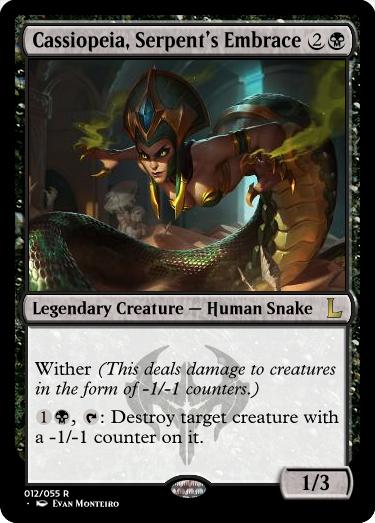 Cassiopeia, Serpent's Embrace 2
Legendary Creature — Human Snake L
Wither (This deals damage to creatures
in the form of -1/-1 counters.)
1, : Destroy target creature with
a -1/-1 counter on it.
1/3
012/055 R
· Evan Monteiro